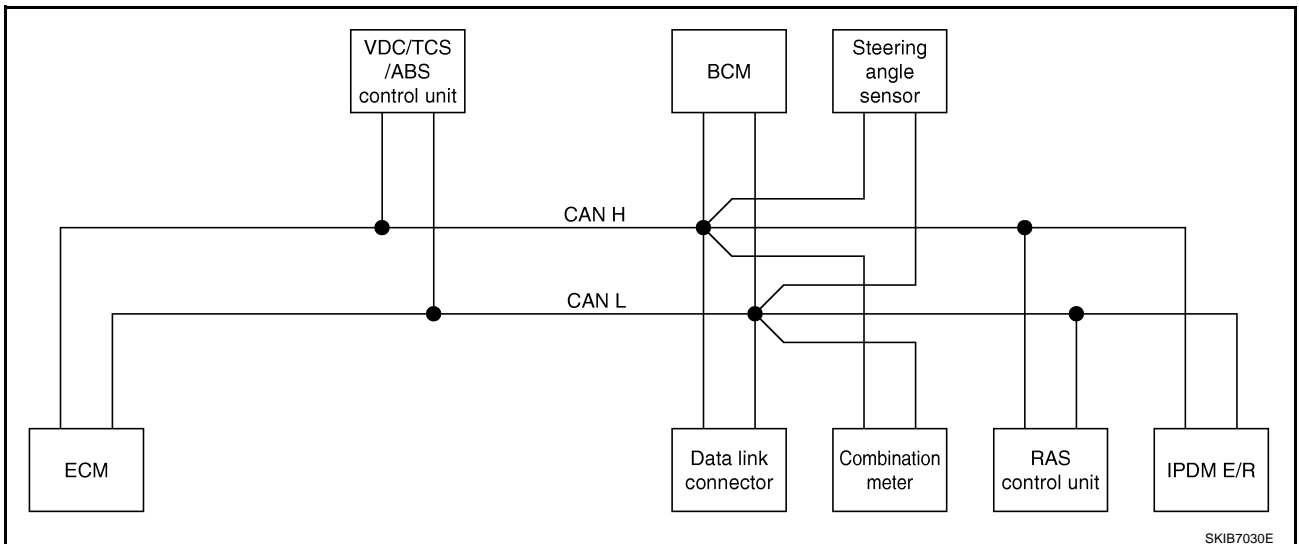 VDC/TCS
/ABS
control unit
BCM
Steering
angle
sensor
CAN H
CAN L
ECM
Data link
connector
Combination
meter
RAS
control unit
IPDM E/R
SKIB7030E